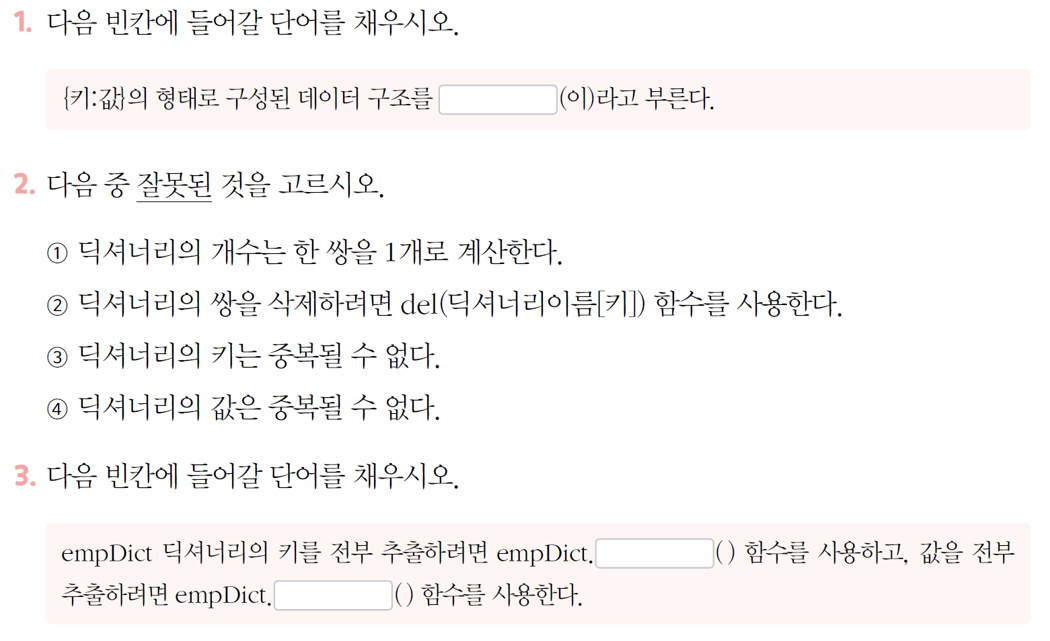 1. 다음 빈칸에 들어갈 단어를 채우시오.
{키:값}의 형태로 구성된 데이터 구조를 (이)라고 부른다.
2. 다음 중 잘못된 것을 고르시오.
① 딕셔너리의 개수는 한 쌍을 1개로 계산한다.
② 딕셔너리의 쌍을 삭제하려면 del(딕셔너리이름[키]) 함수를 사용한다.
③ 딕셔너리의 키는 중복될 수 없다.
④ 딕셔너리의 값은 중복될 수 없다.
3. 다음 빈칸에 들어갈 단어를 채우시오.
empDict 딕셔너리의 키를 전부 추출하려면 empDict. () 함수를 사용하고, 값을 전부
추출하려면 empDict. () 함수를 사용한다.